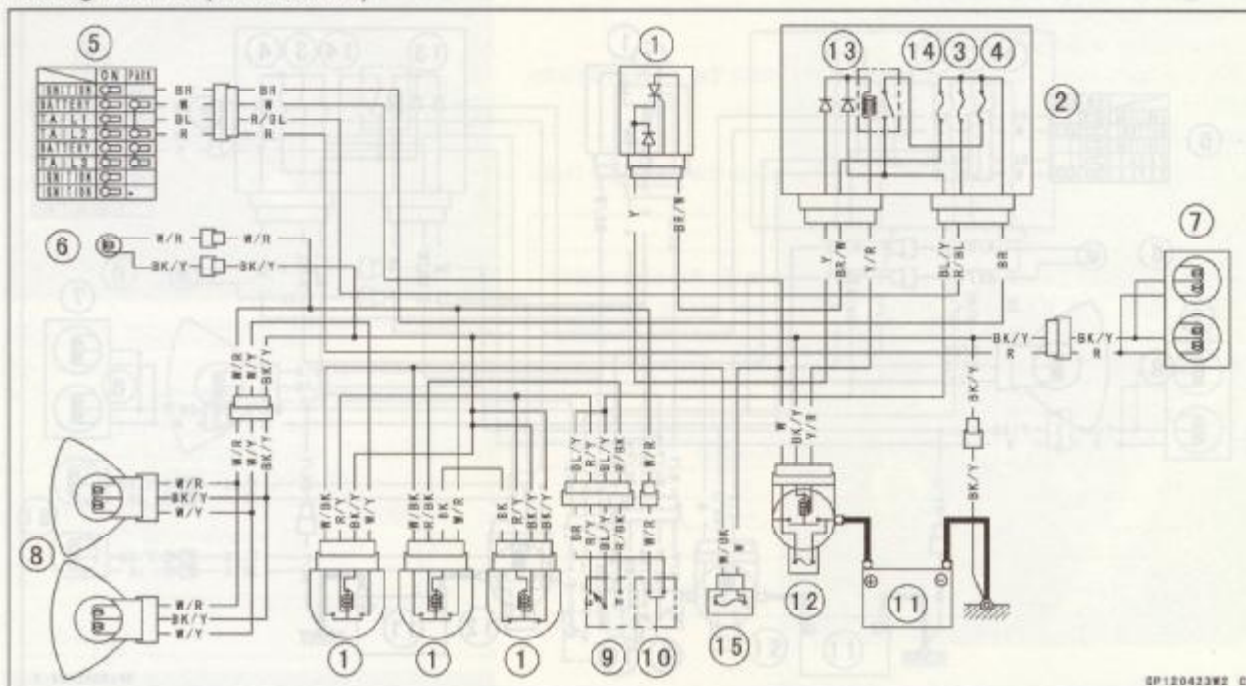 5
ON PARK
IGNITION
BATTERY
TAIL1
TAIL2
BATTERY
TAIL3
IGNITION
IGNITION
BR BR
W W
BL R/BL
R R
1
13 14 3 4
2
Y
BR/W
Y
BR/W
Y/R
BL/Y
R/BL
BR
7
6
W/R W/R
BK/Y BK/Y
W/R
W/Y
BK/Y
W/R
W/Y
BK/Y
BK/Y BK/Y
R R
BK/Y
BK/Y
8
W/R
BK/Y
W/Y
W/R
BK/Y
W/Y
W/BK
R/Y
BK/Y
W/Y
W/BK
R/BK
BK
W/R
BK
R/Y
BK/Y
BK/Y
BL/Y
R/Y
BL/Y
R/BK
W/R
BR
R/Y
BL/Y
R/BK
W/R
W
BK/Y
Y/R
W
1 1 1 9 10 15 12 11
GP120423W2 C